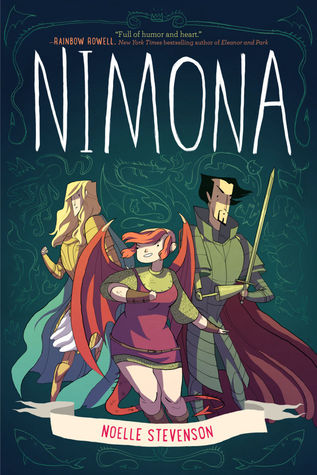 “Full of humor and heart.”
—RAINBOW ROWELL, New York Times bestselling author of Eleanor and Park
NIMONA
NOELLE STEVENSON